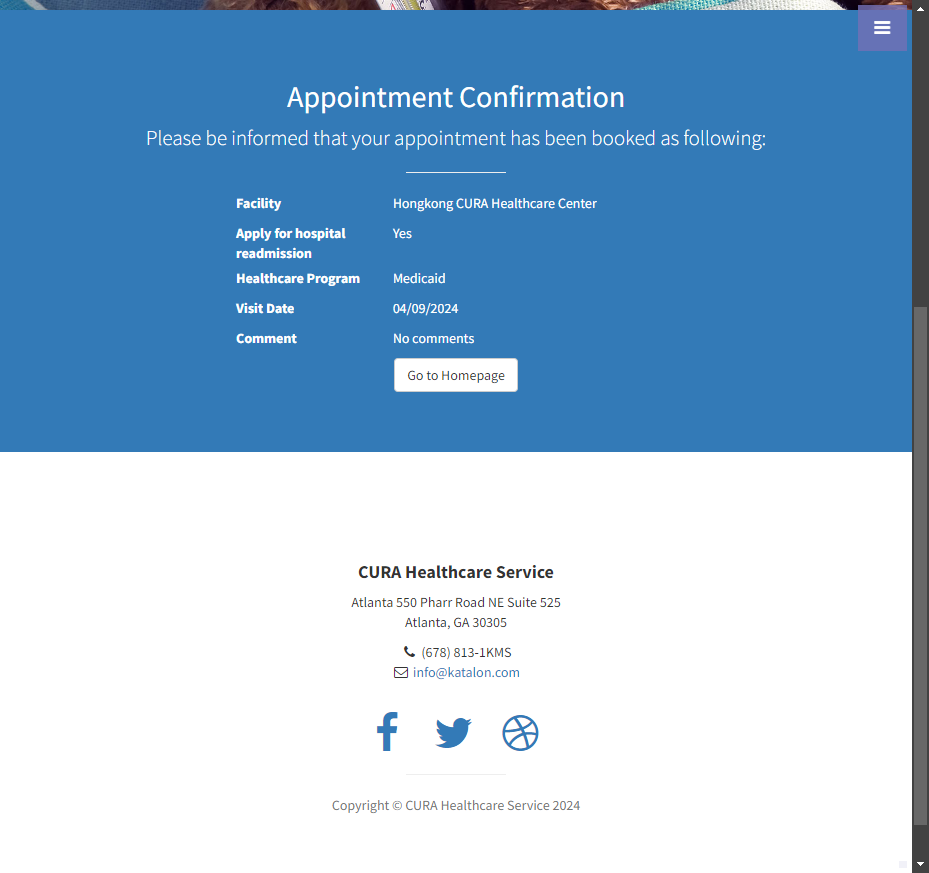 Appointment Confirmation
Please be informed that your appointment has been booked as following:
Facility Hongkong CURA Healthcare Center
Apply for hospital readmission Yes
Healthcare Program Medicaid
Visit Date 04/09/2024
Comment No comments
Go to Homepage
CURA Healthcare Service
Atlanta 550 Pharr Road NE Suite 525
Atlanta, GA 30305
(678) 813-1KMS
info@katalon.com
Copyright © CURA Healthcare Service 2024